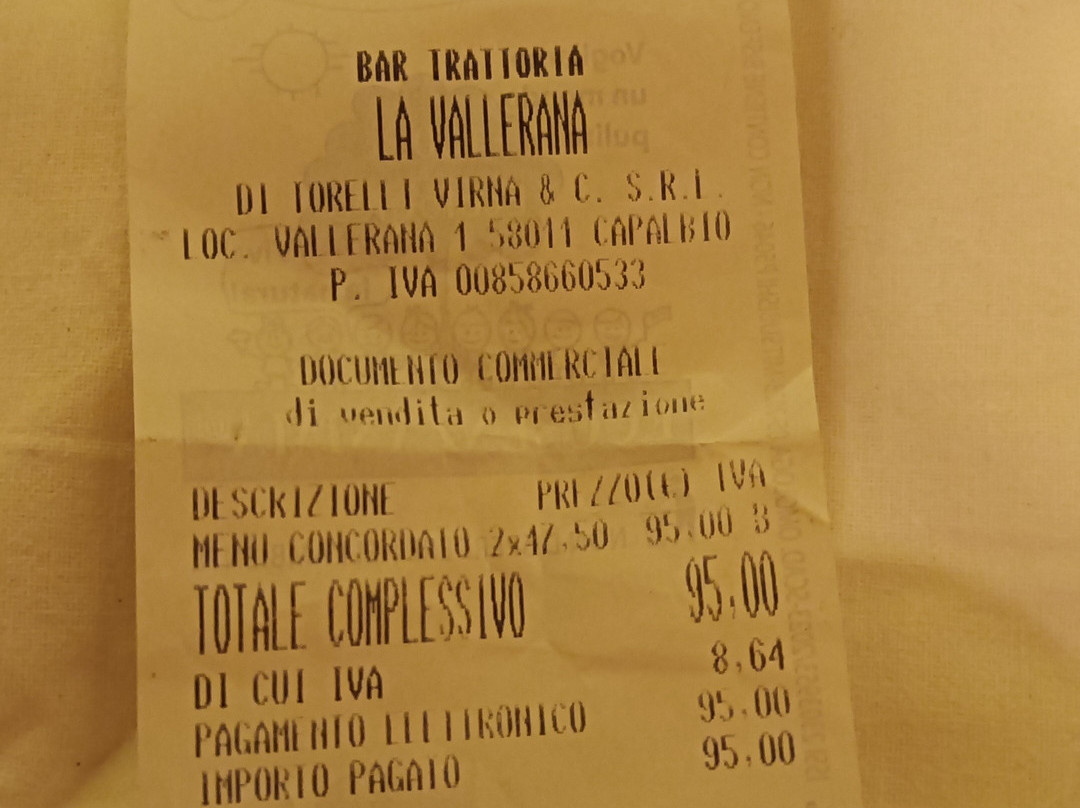 BAR TRATTORIA
LA VALLERANA
DI TORELLI VIRNA & C. S.R.L.
LOC. VALLERANA 1 58011 CAPALBIO
P. IVA 00858660533
DOCUMENTO COMMERCIALE
di vendita o prestazione
DESCRIZIONE PREZZO(€) IVA
MENU CONCORDATO 2x47,50 95,00 B
TOTALE COMPLESSIVO 95,00
DI CUI IVA 8,64
PAGAMENTO ELETTRONICO 95,00
IMPORTO PAGATO 95,00